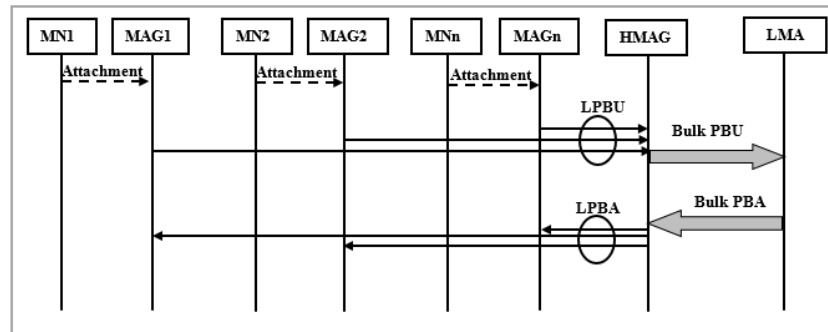 MN1 MAG1 MN2 MAG2 MNn MAGn HMAG LMA
Attachment Attachment Attachment
LPBU
Bulk PBU
Bulk PBA
LPBA